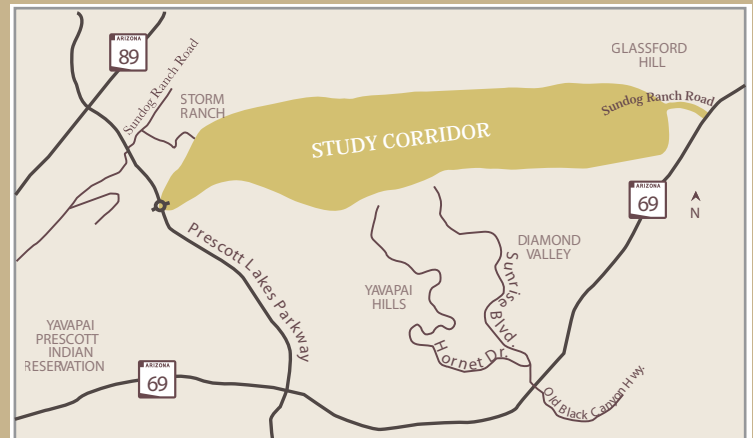 ARIZONA
89
Sundog Ranch Road
STORM
RANCH
GLASSFORD
HILL
Sundog Ranch Road
STUDY CORRIDOR
ARIZONA
69
N
Prescott Lakes Parkway
DIAMOND
VALLEY
Sunrise Blvd.
YAVAPAI
HILLS
Hornet Dr.
YAVAPAI
PRESCOTT
INDIAN
RESERVATION
ARIZONA
69
Old Black Canyon Hwy.